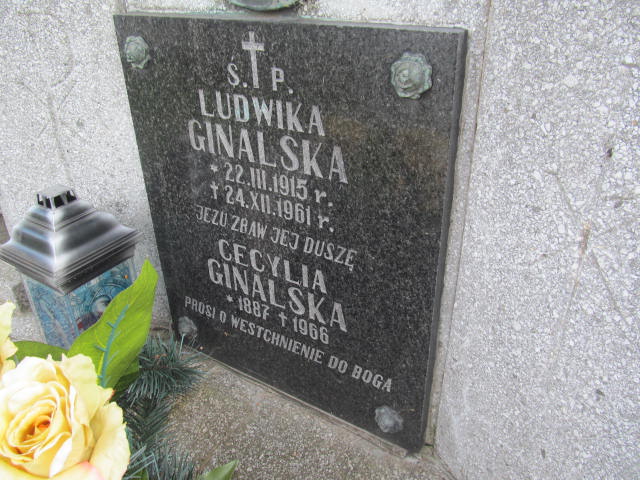 Ś. P.
LUDWIKA
GINALSKA
* 22.III.1915 r.
† 24.XII.1961 r.
JEZU ZBAW JEJ DUSZĘ
CECYLIA
GINALSKA
* 1887 † 1966
PROSI O WESTCHNIENIE DO BOGA